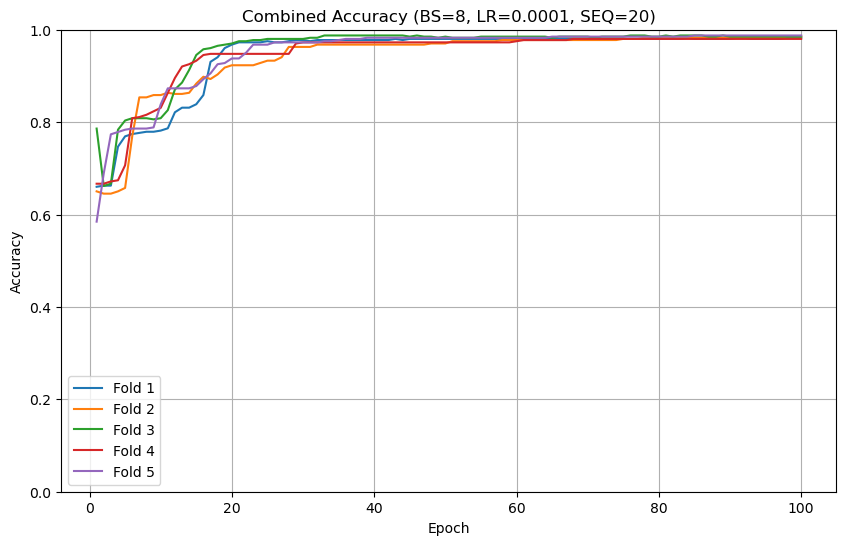 Combined Accuracy (BS=8, LR=0.0001, SEQ=20)
1.0
0.8
0.6
0.4
0.2
0.0
Accuracy
Fold 1
Fold 2
Fold 3
Fold 4
Fold 5
0 20 40 60 80 100
Epoch